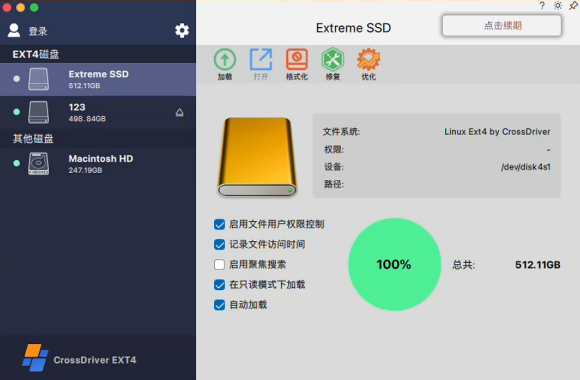 ?
登录
Extreme SSD
点击续期
EXT4磁盘
Extreme SSD
512.11GB
123
498.84GB
其他磁盘
Macintosh HD
247.19GB
加载
打开
格式化
修复
优化
文件系统:
Linux Ext4 by CrossDriver
权限:
-
设备:
/dev/disk4s1
路径:
启用文件用户权限控制
记录文件访问时间
启用聚焦搜索
在只读模式下加载
自动加载
100%
总共:
512.11GB
CrossDriver EXT4